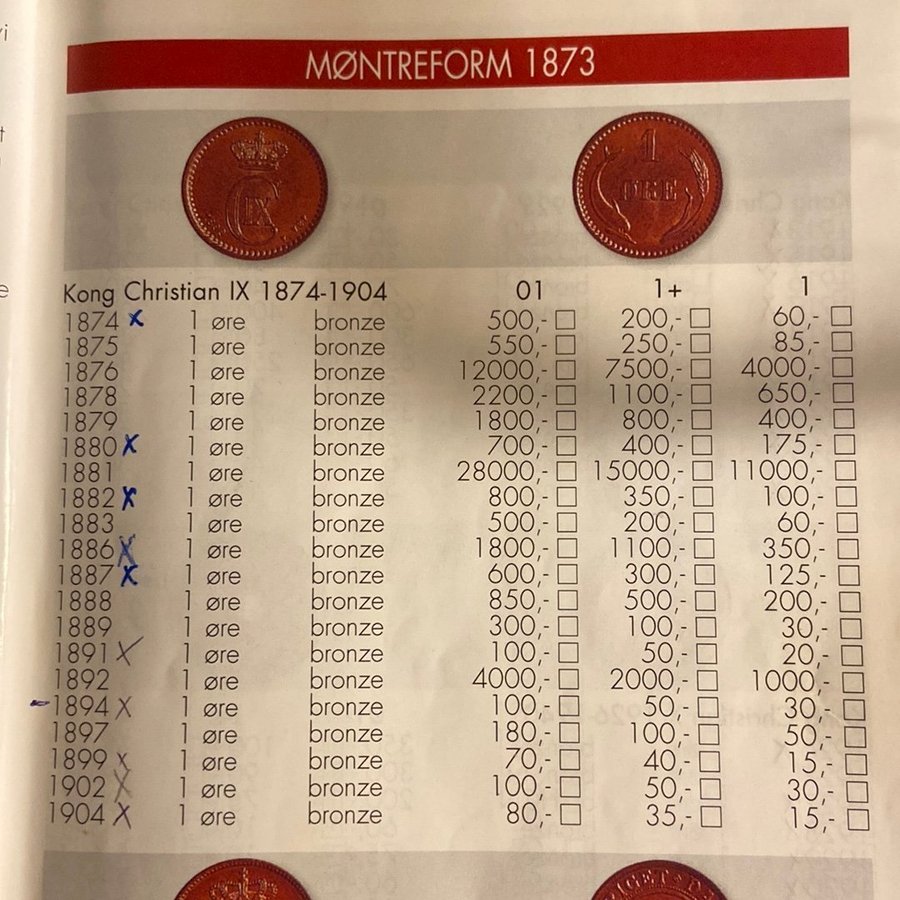 MØNTREFORM 1873
1
ØRE
Kong Christian IX 1874-1904 01 1+ 1
1874 x 1 øre bronze 500,- 200,- 60,-
1875 1 øre bronze 550,- 250,- 85,-
1876 1 øre bronze 12000,- 7500,- 4000,-
1878 1 øre bronze 2200,- 1100,- 650,-
1879 1 øre bronze 1800,- 800,- 400,-
1880 x 1 øre bronze 700,- 400,- 175,-
1881 1 øre bronze 28000,- 15000,- 11000,-
1882 x 1 øre bronze 800,- 350,- 100,-
1883 1 øre bronze 500,- 200,- 60,-
1886 x 1 øre bronze 1800,- 1100,- 350,-
1887 x 1 øre bronze 600,- 300,- 125,-
1888 1 øre bronze 850,- 500,- 200,-
1889 1 øre bronze 300,- 100,- 30,-
1891 x 1 øre bronze 100,- 50,- 20,-
1892 1 øre bronze 4000,- 2000,- 1000,-
- 1894 x 1 øre bronze 100,- 50,- 30,-
1897 1 øre bronze 180,- 100,- 50,-
1899 x 1 øre bronze 70,- 40,- 15,-
1902 x 1 øre bronze 100,- 50,- 30,-
1904 x 1 øre bronze 80,- 35,- 15,-